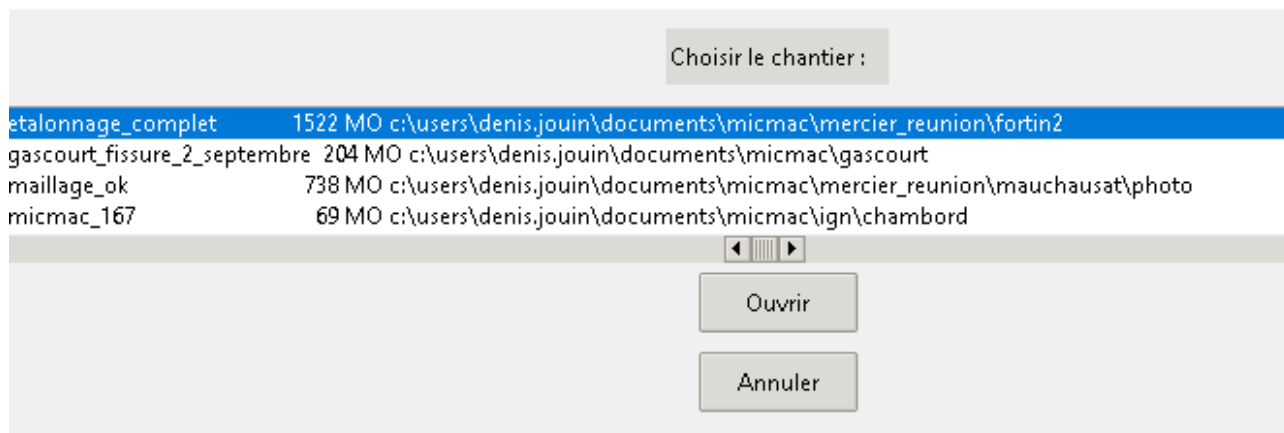 Choisir le chantier :
etalonnage_complet 1522 MO c:\users\denis.jouin\documents\micmac\mercier_reunion\fortin2
gascourt_fissure_2_septembre 204 MO c:\users\denis.jouin\documents\micmac\gascourt
maillage_ok 738 MO c:\users\denis.jouin\documents\micmac\mercier_reunion\mauchausat\photo
micmac_167 69 MO c:\users\denis.jouin\documents\micmac\ign\chambord
Ouvrir
Annuler